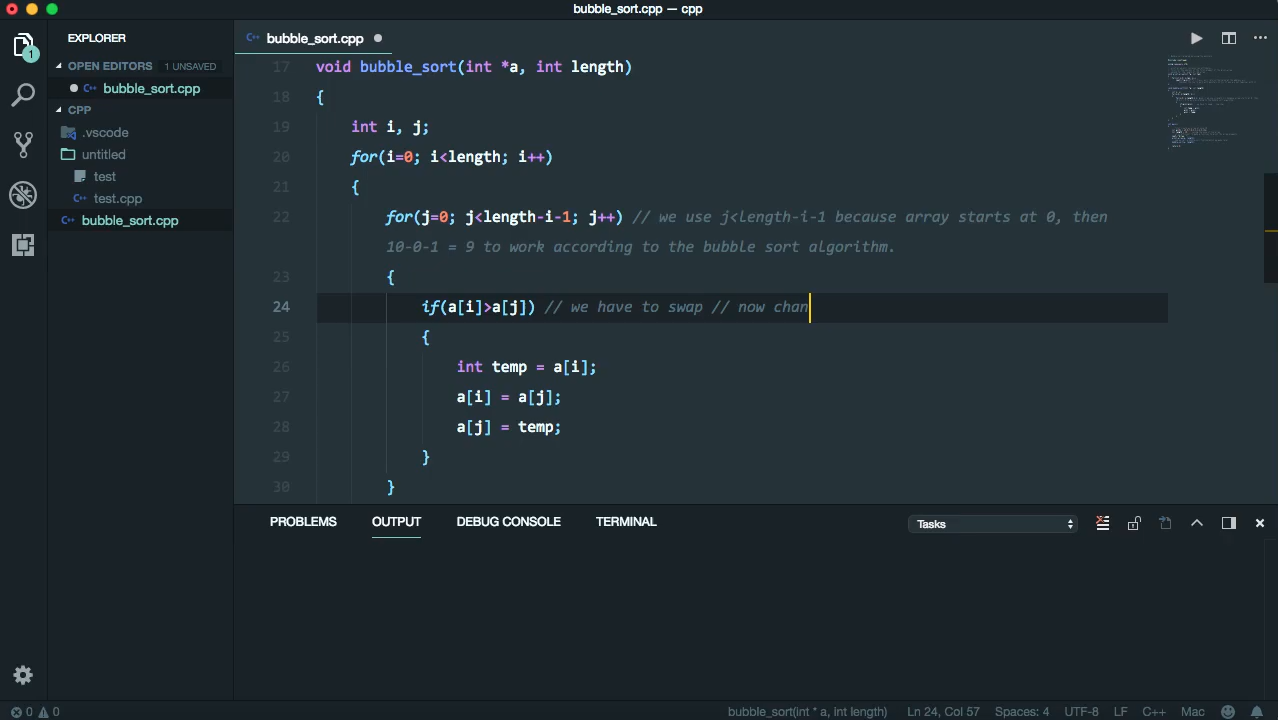 bubble_sort.cpp — cpp
EXPLORER
OPEN EDITORS 1 UNSAVED
bubble_sort.cpp
CPP
.vscode
untitled
test
test.cpp
bubble_sort.cpp
1
bubble_sort.cpp
17 void bubble_sort(int *a, int length)
18 {
19 int i, j;
20 for(i=0; i<length; i++)
21 {
22 for(j=0; j<length-i-1; j++) // we use j<length-i-1 because array starts at 0, then
10-0-1 = 9 to work according to the bubble sort algorithm.
23 {
24 if(a[i]>a[j]) // we have to swap // now chan
25 {
26 int temp = a[i];
27 a[i] = a[j];
28 a[j] = temp;
29 }
30 }
PROBLEMS OUTPUT DEBUG CONSOLE TERMINAL Tasks
0 0 bubble_sort(int * a, int length) Ln 24, Col 57 Spaces: 4 UTF-8 LF C++ Mac